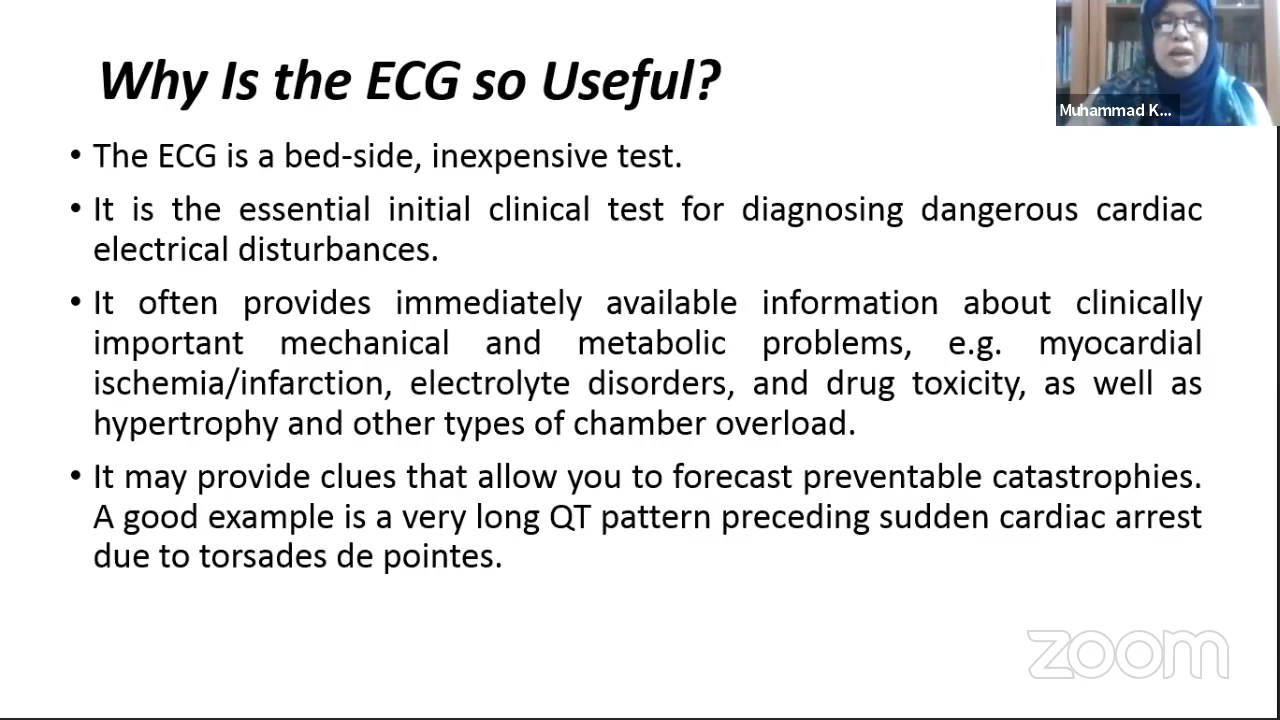 Why Is the ECG so Useful?
Muhammad K...
• The ECG is a bed-side, inexpensive test.
• It is the essential initial clinical test for diagnosing dangerous cardiac
electrical disturbances.
• It often provides immediately available information about clinically
important mechanical and metabolic problems, e.g. myocardial
ischemia/infarction, electrolyte disorders, and drug toxicity, as well as
hypertrophy and other types of chamber overload.
• It may provide clues that allow you to forecast preventable catastrophies.
A good example is a very long QT pattern preceding sudden cardiac arrest
due to torsades de pointes.
zoom